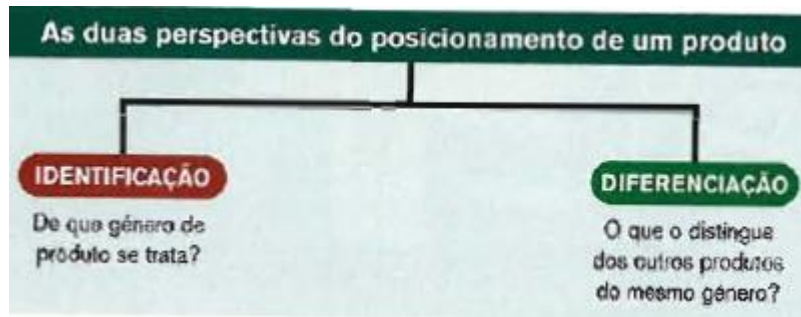 As duas perspectivas do posicionamento de um produto
IDENTIFICAÇÃO
De que género de
produto se trata?
DIFERENCIAÇÃO
O que o distingue
dos outros produtos
do mesmo género?